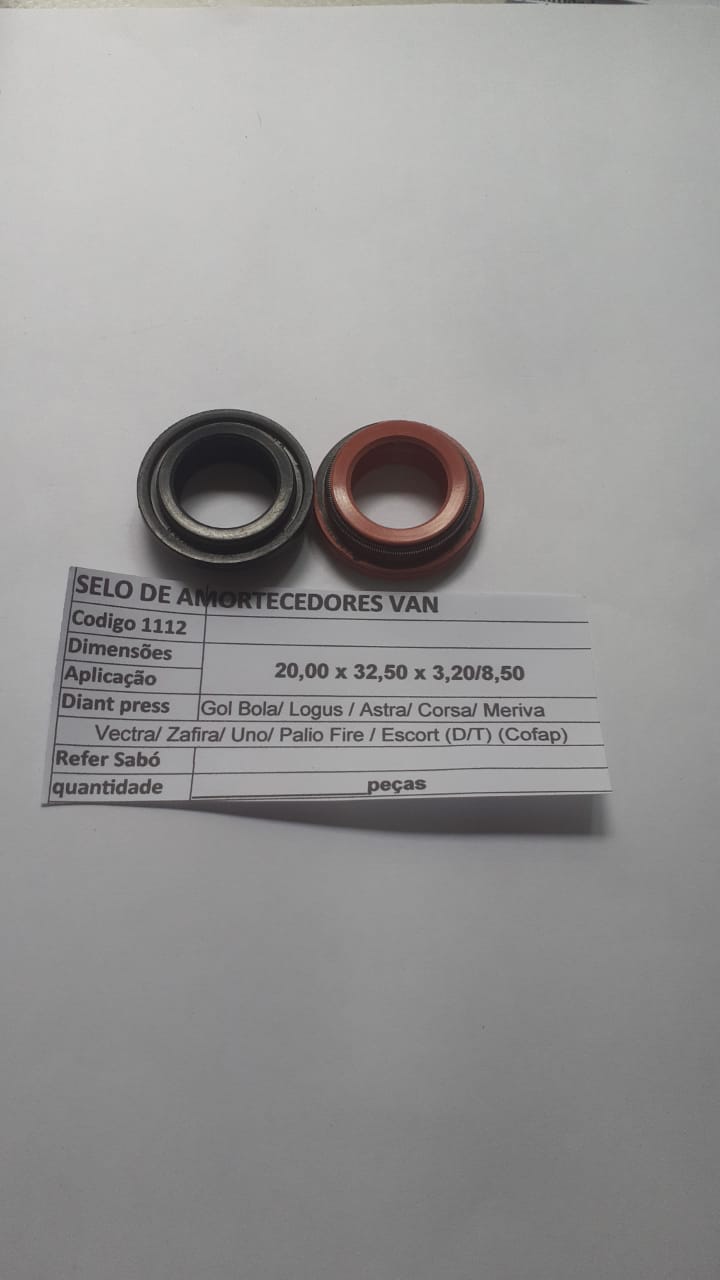 SELO DE AMORTECEDORES VAN
Codigo 1112
Dimensões
20,00 x 32,50 x 3,20/8,50
Aplicação
Diant press Gol Bola/ Logus / Astra/ Corsa/ Meriva
Vectra/ Zafira/ Uno/ Palio Fire / Escort (D/T) (Cofap)
Refer Sabó
quantidade peças